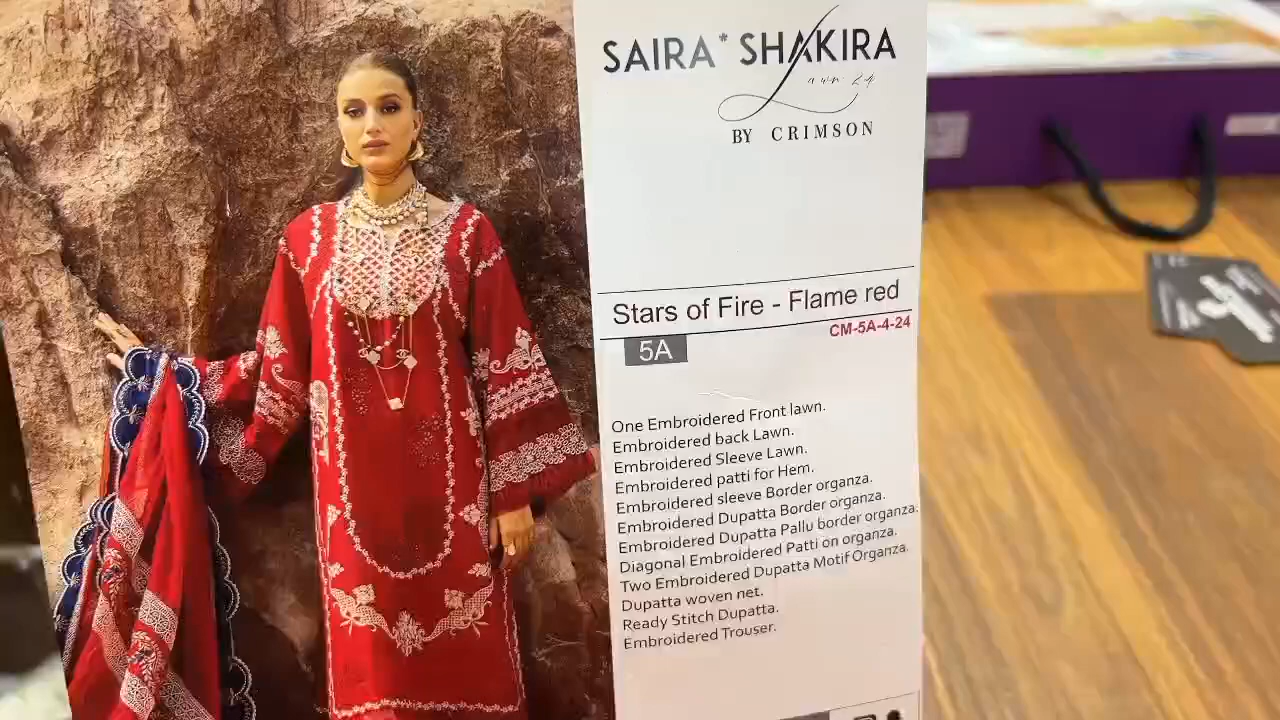 SAIRA* SHAKIRA
Lawn 24
BY CRIMSON
Stars of Fire - Flame red
CM-5A-4-24
5A
One Embroidered Front lawn.
Embroidered back Lawn.
Embroidered Sleeve Lawn.
Embroidered patti for Hem.
Embroidered sleeve Border organza.
Embroidered Dupatta Border organza.
Embroidered Dupatta Pallu border organza.
Diagonal Embroidered Patti on organza.
Two Embroidered Dupatta Motif Organza.
Dupatta woven net.
Ready Stitch Dupatta.
Embroidered Trouser.